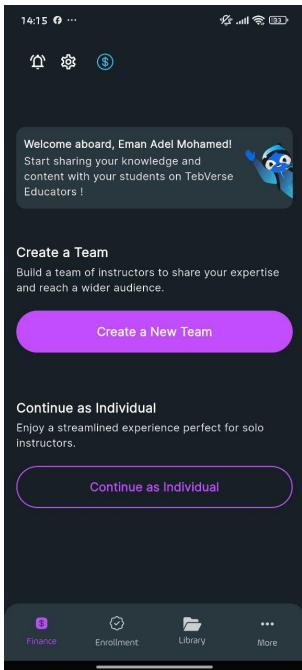 14:15
33
Welcome aboard, Eman Adel Mohamed!
Start sharing your knowledge and
content with your students on TebVerse
Educators !
Create a Team
Build a team of instructors to share your expertise
and reach a wider audience.
Create a New Team
Continue as Individual
Enjoy a streamlined experience perfect for solo
instructors.
Continue as Individual
Finance
Enrollment
Library
More